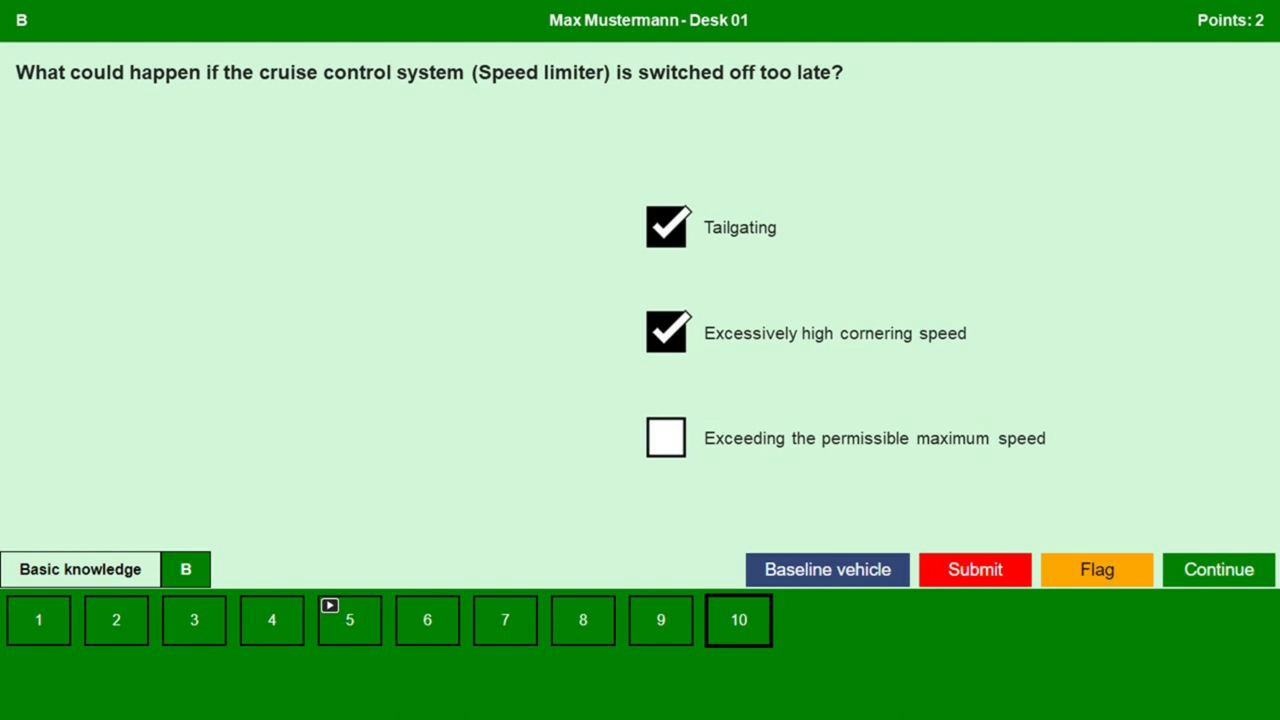 B
Max Mustermann - Desk 01
Points: 2
What could happen if the cruise control system (Speed limiter) is switched off too late?
Tailgating
Excessively high cornering speed
Exceeding the permissible maximum speed
Basic knowledge B
Baseline vehicle Submit Flag Continue
1 2 3 4 5 6 7 8 9 10